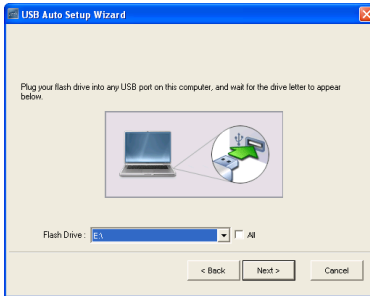 USB Auto Setup Wizard
Plug your flash drive into any USB port on this computer, and wait for the drive letter to appear
below.
Flash Drive : E:\ All
< Back Next > Cancel